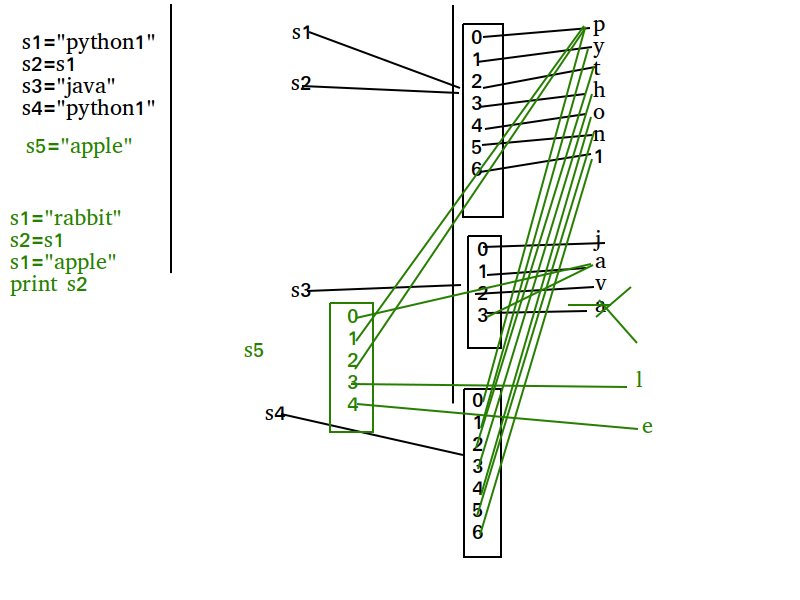 s1="python1"
s2=s1
s3="java"
s4="python1"
s5="apple"
s1="rabbit"
s2=s1
s1="apple"
print s2
s1
s2
s3
s5
s4
0
1
2
3
4
5
6
p
y
t
h
o
n
1
0
1
2
3
j
a
v
a
0
1
2
3
4
l
e
0
1
2
3
4
5
6